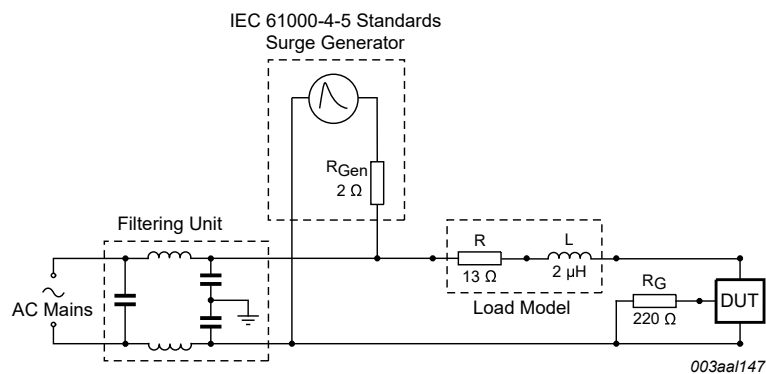 IEC 61000-4-5 Standards
Surge Generator
RGen
2 Ω
Filtering Unit
R
L
13 Ω
2 μH
RG
DUT
AC Mains
Load Model
220 Ω
003aal147